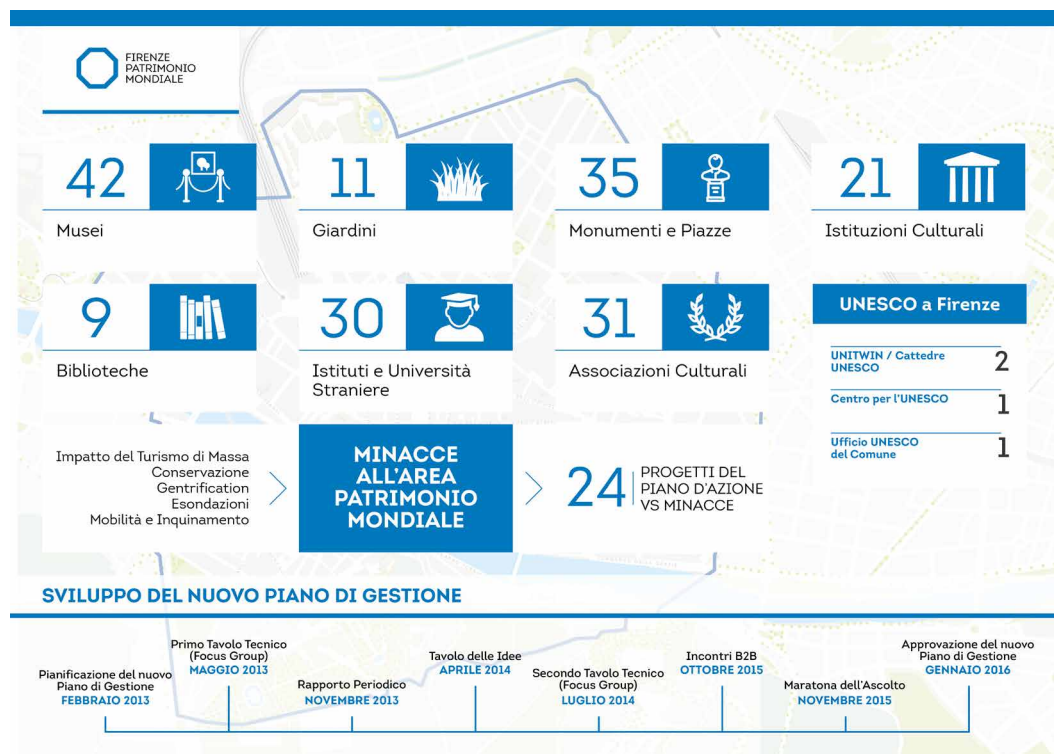 FIRENZE
PATRIMONIO
MONDIALE
42
Musei
11
Giardini
35
Monumenti e Piazze
21
Istituzioni Culturali
9
Biblioteche
30
Istituti e Università
Straniere
31
Associazioni Culturali
UNESCO a Firenze
UNITWIN / Cattedre
UNESCO
2
Centro per l'UNESCO
1
Ufficio UNESCO
del Comune
1
Impatto del Turismo di Massa
Conservazione
Gentrification
Esondazioni
Mobilità e Inquinamento
MINACCE
ALL'AREA
PATRIMONIO
MONDIALE
24
PROGETTI DEL
PIANO D'AZIONE
VS MINACCE
SVILUPPO DEL NUOVO PIANO DI GESTIONE
Pianificazione del nuovo
Piano di Gestione
FEBBRAIO 2013
Primo Tavolo Tecnico
(Focus Group)
MAGGIO 2013
Rapporto Periodico
NOVEMBRE 2013
Tavolo delle Idee
APRILE 2014
Secondo Tavolo Tecnico
(Focus Group)
LUGLIO 2014
Incontri B2B
OTTOBRE 2015
Maratona dell'Ascolto
NOVEMBRE 2015
Approvazione del nuovo
Piano di Gestione
GENNAIO 2016